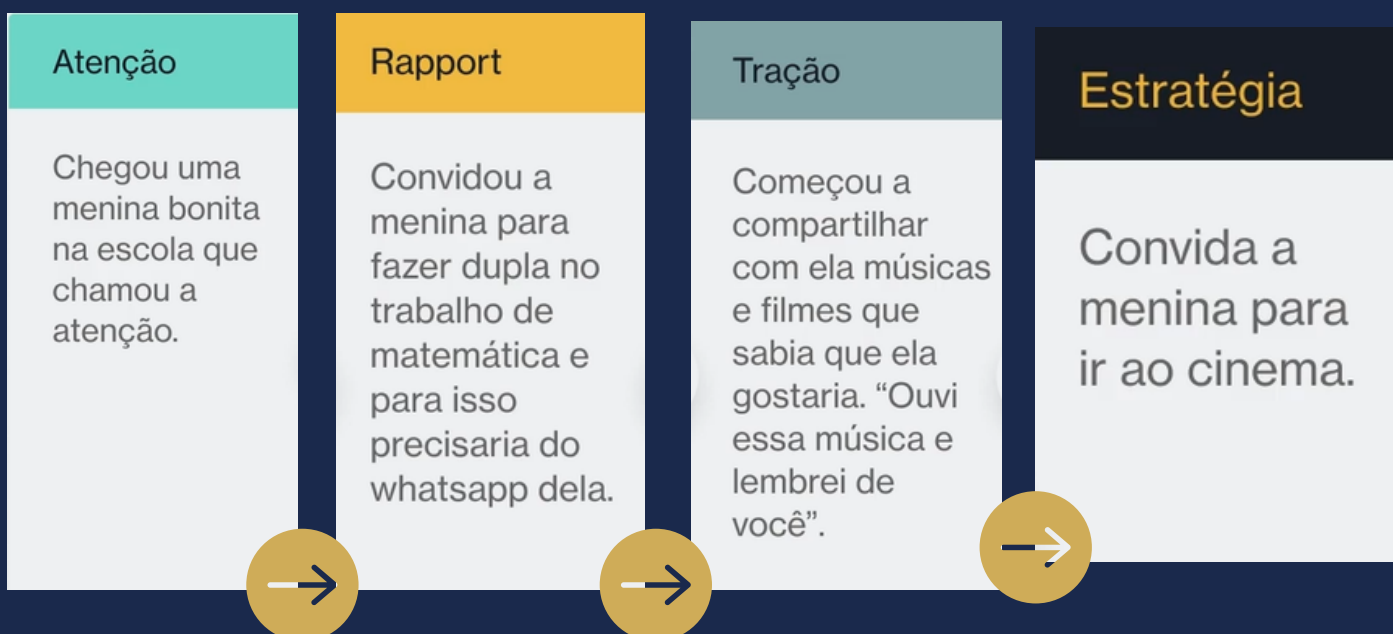 Atenção
Chegou uma
menina bonita
na escola que
chamou a
atenção.
Rapport
Convidou a
menina para
fazer dupla no
trabalho de
matemática e
para isso
precisaria do
whatsapp dela.
Tração
Começou a
compartilhar
com ela músicas
e filmes que
sabia que ela
gostaria. “Ouvi
essa música e
lembrei de
você”.
Estratégia
Convida a
menina para
ir ao cinema.